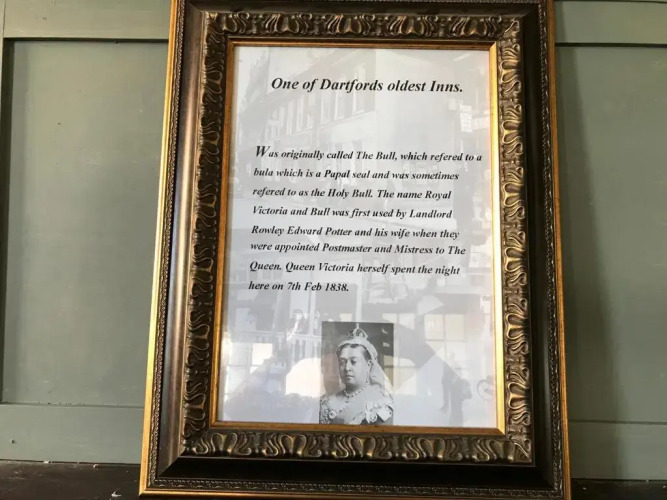 One of Dartfords oldest Inns.
Was originally called The Bull, which refered to a
bula which is a Papal seal and was sometimes
refered to as the Holy Bull. The name Royal
Victoria and Bull was first used by Landlord
Rowley Edward Potter and his wife when they
were appointed Postmaster and Mistress to The
Queen. Queen Victoria herself spent the night
here on 7th Feb 1838.